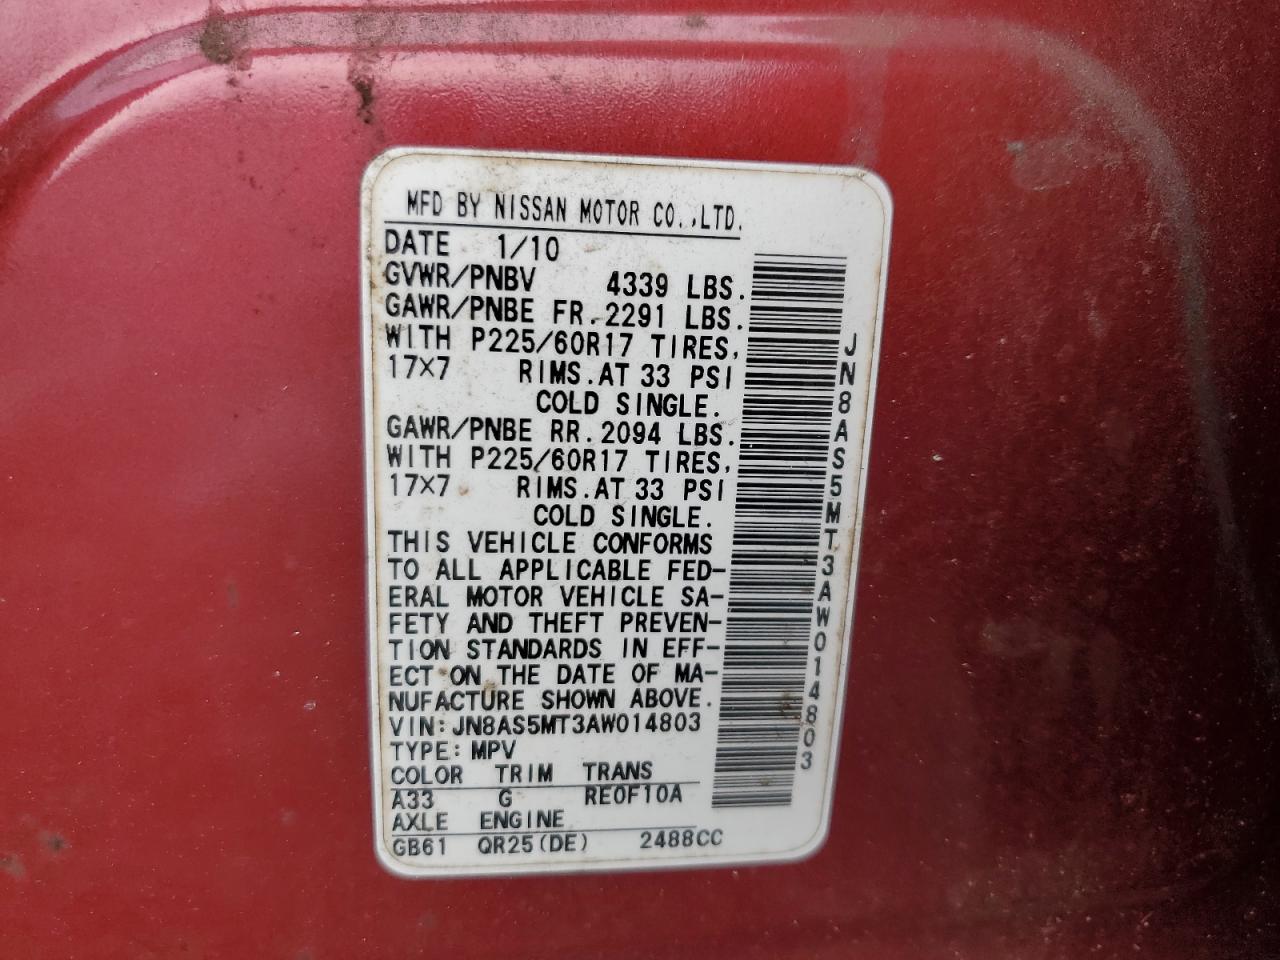 MFD BY NISSAN MOTOR CO.,LTD.
DATE 1/10
GVWR/PNBV 4339 LBS.
GAWR/PNBE FR.2291 LBS.
WITH P225/60R17 TIRES,
17×7 RIMS.AT 33 PSI
COLD SINGLE.
GAWR/PNBE RR.2094 LBS.
WITH P225/60R17 TIRES,
17×7 RIMS.AT 33 PSI
COLD SINGLE.
THIS VEHICLE CONFORMS
TO ALL APPLICABLE FED-
ERAL MOTOR VEHICLE SA-
FETY AND THEFT PREVEN-
TION STANDARDS IN EFF-
ECT ON THE DATE OF MA-
NUFACTURE SHOWN ABOVE.
VIN:JN8AS5MT3AW014803
TYPE:MPV
COLOR TRIM TRANS
A33 G RE0F10A
AXLE ENGINE
GB61 QR25(DE) 2488CC
JN8AS5MT3AW014803